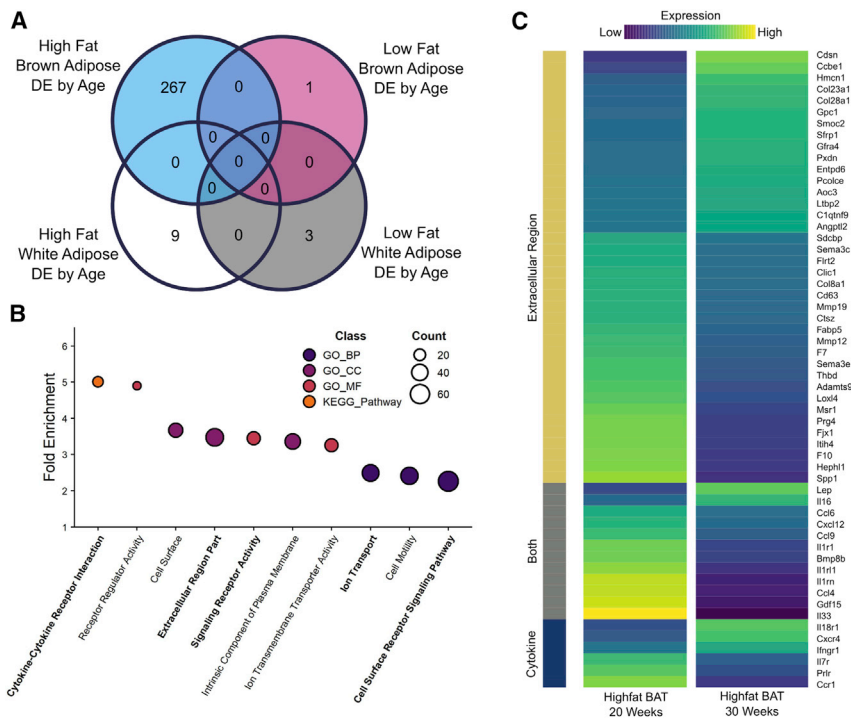 A
High Fat
Brown Adipose
DE by Age
Low Fat
Brown Adipose
DE by Age
267
0
1
0
0
0
0
0
0
0
9
0
3
High Fat
White Adipose
DE by Age
Low Fat
White Adipose
DE by Age
B
Fold Enrichment
6
5
4
3
2
1
Class
GO_BP
GO_CC
GO_MF
KEGG_Pathway
Count
20
40
60
Cytokine-Cytokine Receptor Interaction
Receptor Regulator Activity
Cell Surface
Extracellular Region Part
Signaling Receptor Activity
Intrinsic Component of Plasma Membrane
Ion Transmembrane Transporter Activity
Ion Transport
Cell Motility
Cell Surface Receptor Signaling Pathway
C
Expression
Low
High
Extracellular Region
Both
Cytokine
Cdsn
Ccbe1
Hmcn1
Col23a1
Col28a1
Gpc1
Smoc2
Sfrp1
Gfra4
Pxdn
Entpd6
Pcolce
Aoc3
Ltbp2
C1qtnf9
Angptl2
Sdcbp
Sema3c
Flrt2
Clic1
Col8a1
Cd63
Mmp19
Ctsz
Fabp5
Mmp12
F7
Sema3e
Thbd
Adamts9
Loxl4
Msr1
Prg4
Fjx1
Itih4
F10
Hephl1
Spp1
Lep
Il16
Ccl6
Cxcl12
Ccl9
Il1r1
Bmp8b
Il1rl1
Il1rn
Ccl4
Gdf15
Il33
Il18r1
Cxcr4
Ifngr1
Il7r
Prlr
Ccr1
Highfat BAT
20 Weeks
Highfat BAT
30 Weeks